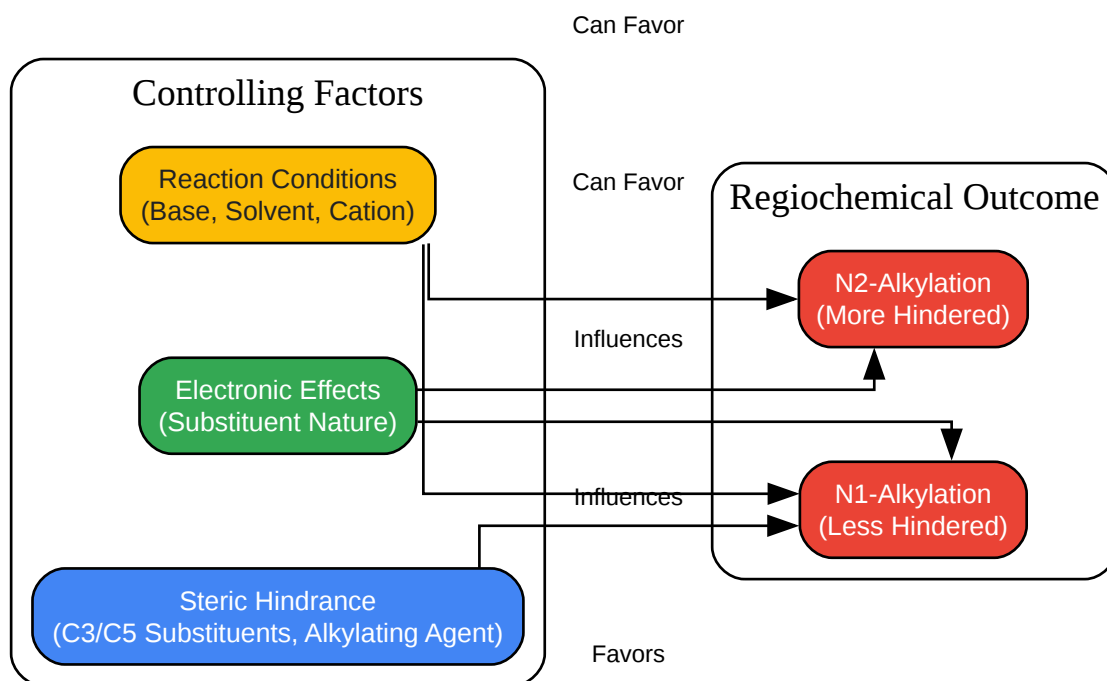 Can Favor
Controlling Factors
Reaction Conditions
(Base, Solvent, Cation)
Can Favor
Regiochemical Outcome
N2-Alkylation
(More Hindered)
Influences
Electronic Effects
(Substituent Nature)
Influences
N1-Alkylation
(Less Hindered)
Steric Hindrance
(C3/C5 Substituents, Alkylating Agent)
Favors